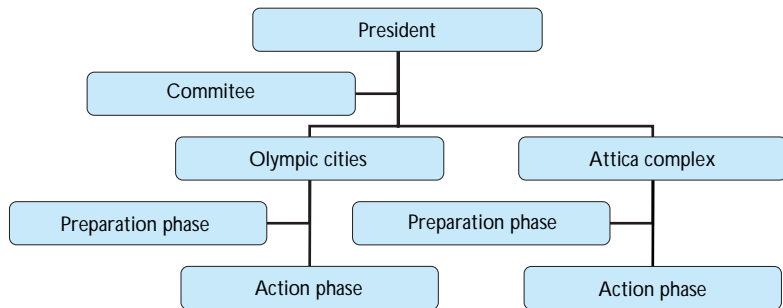 President
Commitee
Olympic cities
Attica complex
Preparation phase
Preparation phase
Action phase
Action phase